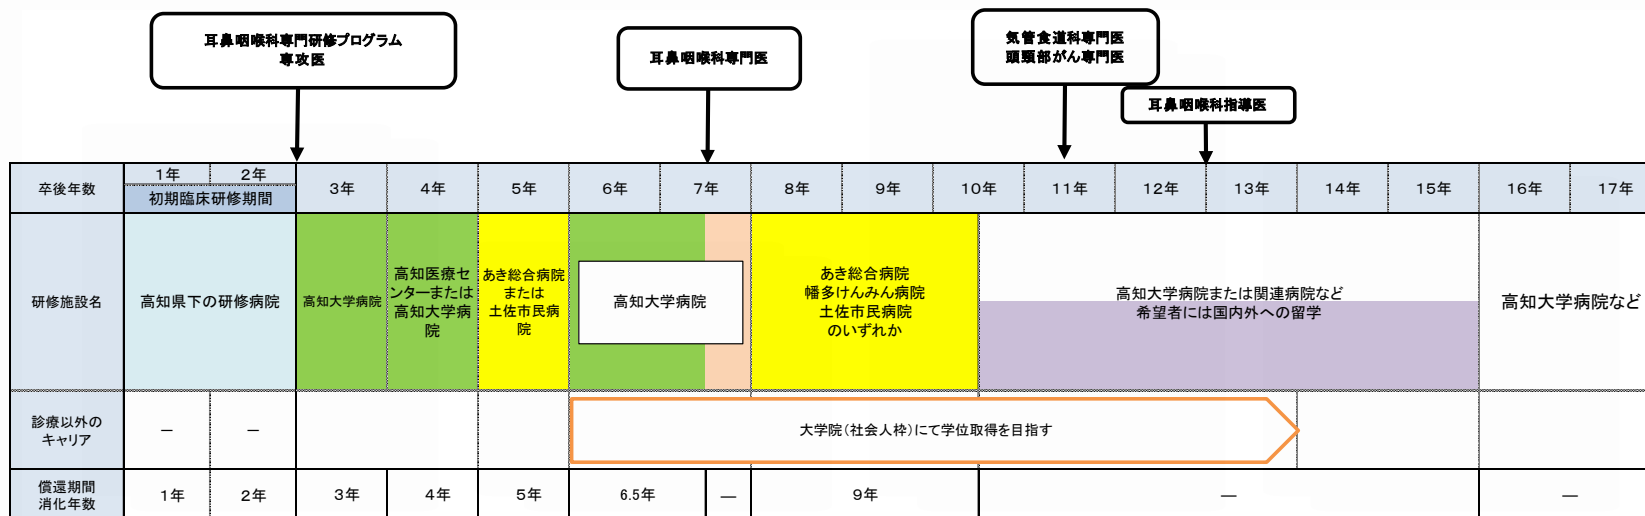 耳鼻咽喉科専門研修プログラム
専攻医
耳鼻咽喉科専門医
気管食道科専門医
頭頸部がん専門医
耳鼻咽喉科指導医
卒後年数
1年
2年
初期臨床研修期間
3年
4年
5年
6年
7年
8年
9年
10年
11年
12年
13年
14年
15年
16年
17年
研修施設名
高知県下の研修病院
高知大学病院
高知医療セ
ンターまたは
高知大学病
院
あき総合病院
または
土佐市民病
院
高知大学病院
あき総合病院
幡多けんみん病院
土佐市民病院
のいずれか
高知大学病院または関連病院など
希望者には国内外への留学
高知大学病院など
診療以外の
キャリア
－
－
大学院（社会人枠）にて学位取得を目指す
償還期間
消化年数
1年
2年
3年
4年
5年
6.5年
―
9年
―
―